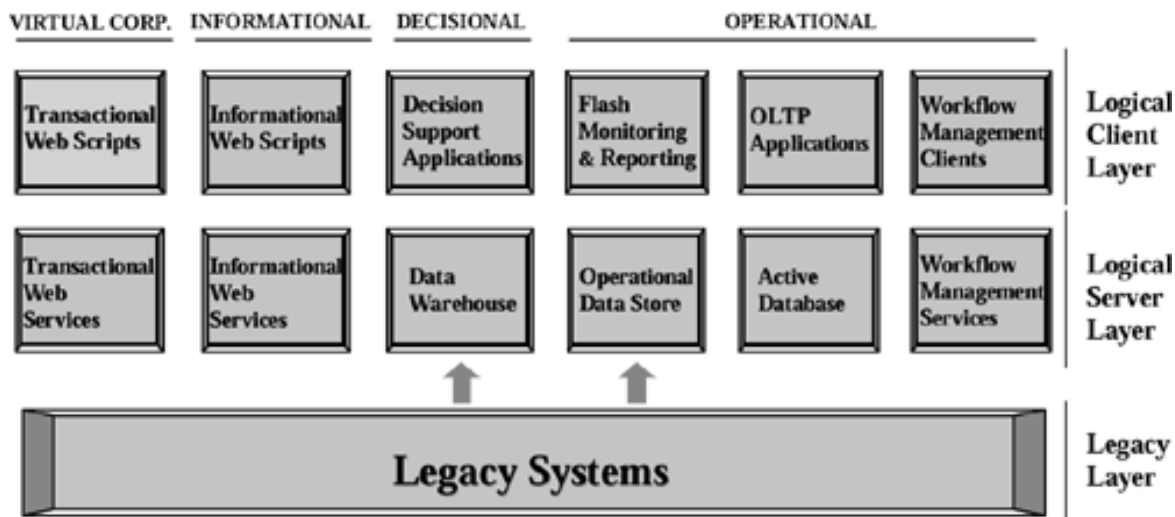 VIRTUAL CORP. INFORMATIONAL DECISIONAL OPERATIONAL
Transactional
Web Scripts
Informational
Web Scripts
Decision
Support
Applications
Flash
Monitoring
& Reporting
OLTP
Applications
Workflow
Management
Clients
Logical
Client
Layer
Transactional
Web
Services
Informational
Web
Services
Data
Warehouse
Operational
Data Store
Active
Database
Workflow
Management
Services
Logical
Server
Layer
Legacy Systems
Legacy
Layer